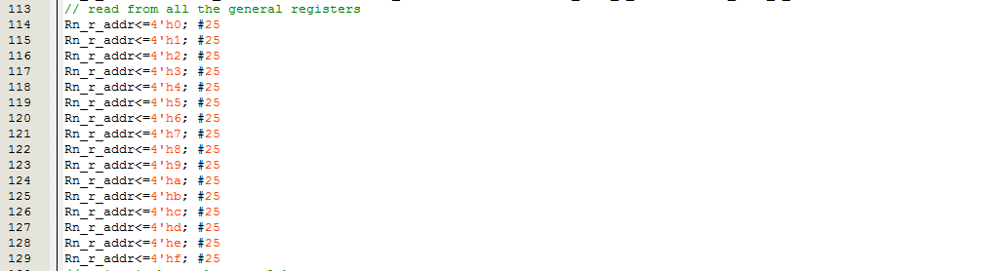 113 // read from all the general registers
114 Rn_r_addr<=4'h0; #25
115 Rn_r_addr<=4'h1; #25
116 Rn_r_addr<=4'h2; #25
117 Rn_r_addr<=4'h3; #25
118 Rn_r_addr<=4'h4; #25
119 Rn_r_addr<=4'h5; #25
120 Rn_r_addr<=4'h6; #25
121 Rn_r_addr<=4'h7; #25
122 Rn_r_addr<=4'h8; #25
123 Rn_r_addr<=4'h9; #25
124 Rn_r_addr<=4'ha; #25
125 Rn_r_addr<=4'hb; #25
126 Rn_r_addr<=4'hc; #25
127 Rn_r_addr<=4'hd; #25
128 Rn_r_addr<=4'he; #25
129 Rn_r_addr<=4'hf; #25